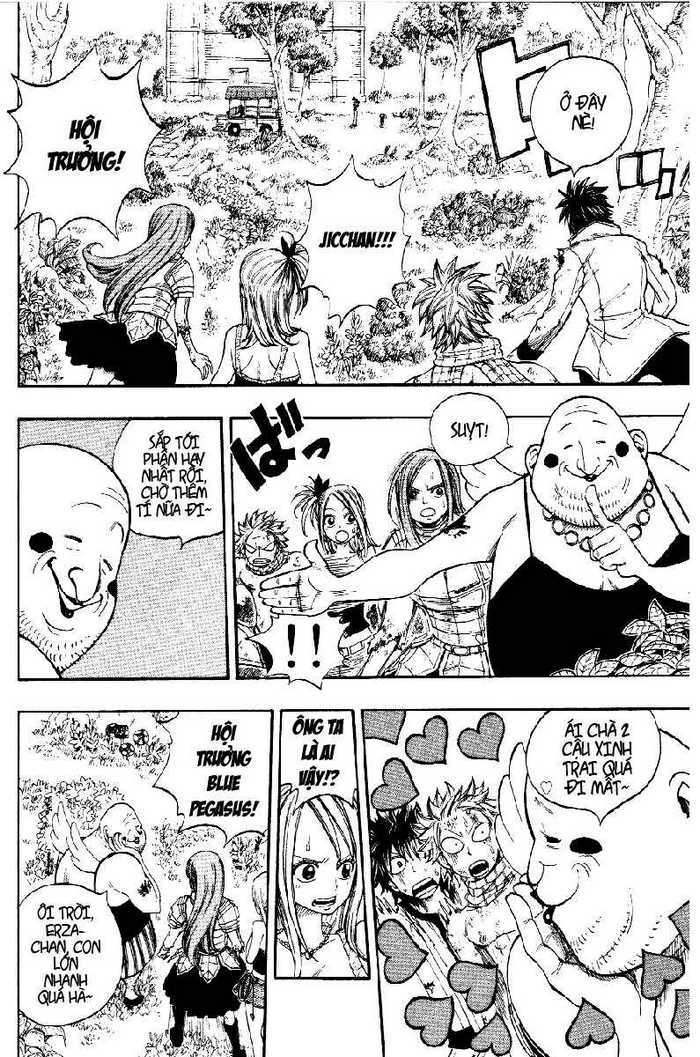 Ở ĐÂY
NÈ!
JICCHAN!!!
HỘI
TRƯỞNG!
SUỴT!
ばっ
!!
SẮP TỚI
PHẦN HAY
NHẤT RỒI,
CHỜ THÊM
TÍ NỮA ĐI~
ÁI CHÀ 2
CẬU XINH
TRAI QUÁ
ĐI MẤT~
ÔNG TA
LÀ AI
VẬY!?
HỘI
TRƯỞNG
BLUE
PEGASUS!
ÔI TRỜI,
ERZA-
CHAN, CON
LỚN
NHANH
QUÁ HÀ~